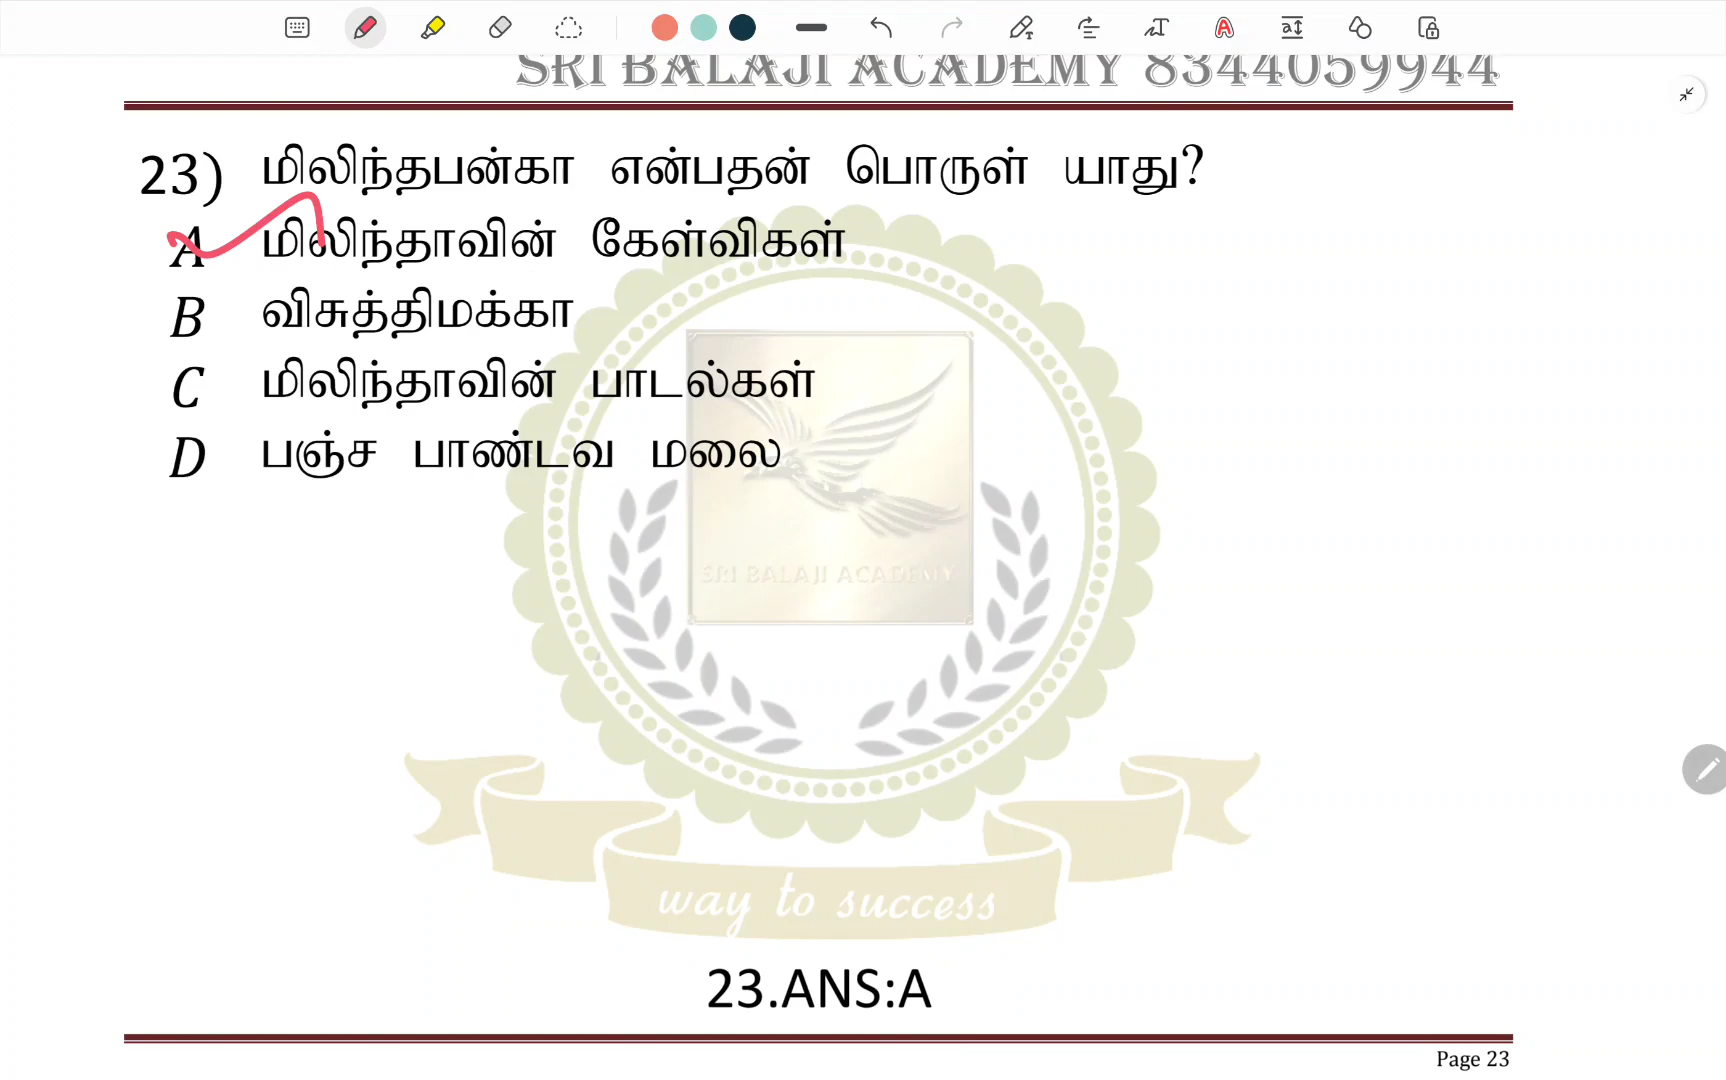 SRI BALAJI ACADEMY 8344059944
23) மிலிந்தபன்கா என்பதன் பொருள் யாது?
A மிலிந்தாவின் கேள்விகள்
B விசுத்திமக்கா
C மிலிந்தாவின் பாடல்கள்
D பஞ்ச பாண்டவ மலை
SRI BALAJI ACADEMY
way to success
23.ANS:A
Page 23